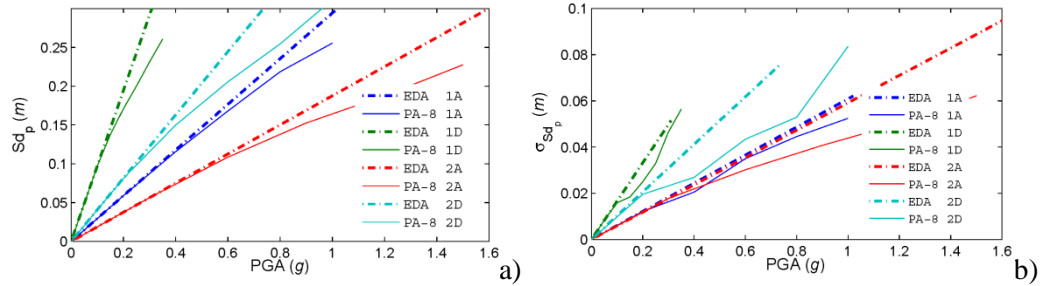 Sd_p (m)
0.25
0.2
0.15
0.1
0.05
0
0 0.2 0.4 0.6 0.8 1 1.2 1.4 1.6
PGA (g)
EDA 1A
PA-8 1A
EDA 1D
PA-8 1D
EDA 2A
PA-8 2A
EDA 2D
PA-8 2D
a)
σ_Sd_p (m)
0.1
0.08
0.06
0.04
0.02
0
0 0.2 0.4 0.6 0.8 1 1.2 1.4 1.6
PGA (g)
EDA 1A
PA-8 1A
EDA 1D
PA-8 1D
EDA 2A
PA-8 2A
EDA 2D
PA-8 2D
b)